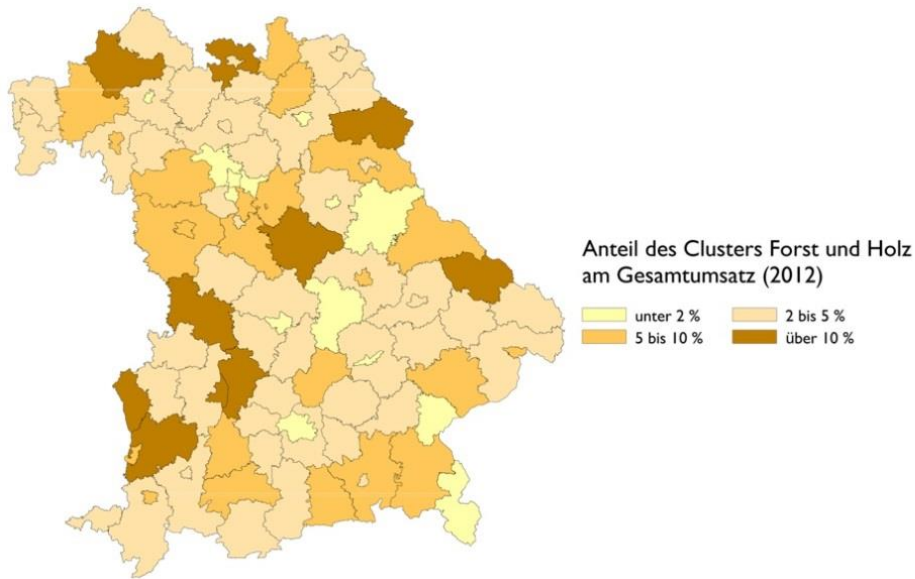 Anteil des Clusters Forst und Holz
am Gesamtumsatz (2012)
unter 2 % 2 bis 5 %
5 bis 10 % über 10 %